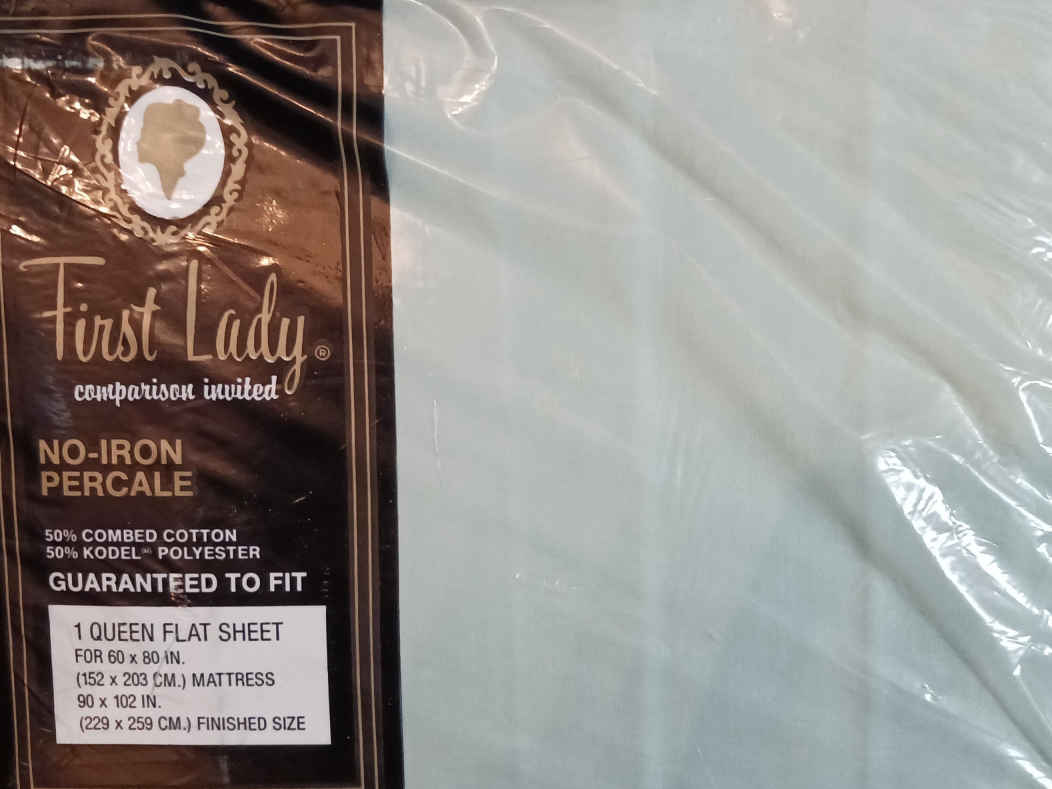 First Lady®
comparison invited
NO-IRON
PERCALE
50% COMBED COTTON
50% KODEL℠ POLYESTER
GUARANTEED TO FIT
1 QUEEN FLAT SHEET
FOR 60 x 80 IN.
(152 x 203 CM.) MATTRESS
90 x 102 IN.
(229 x 259 CM.) FINISHED SIZE